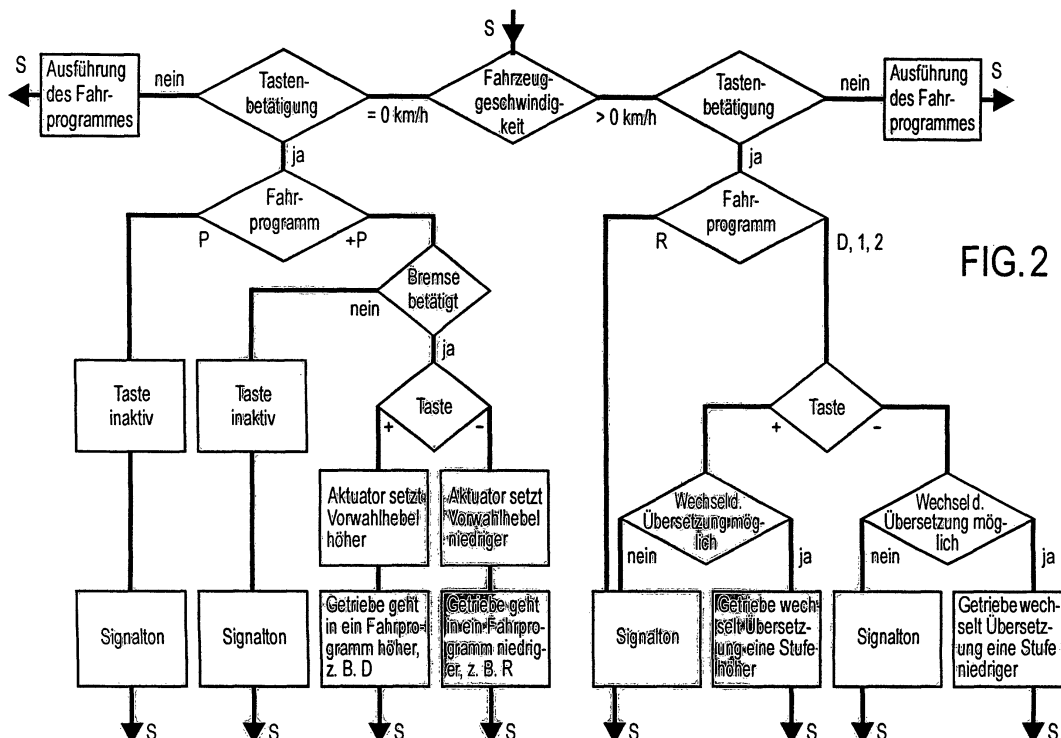 S
S
Ausführung
des Fahr-
programmes
nein
Tasten-
betätigung
= 0 km/h
Fahrzeug-
geschwindig-
keit
> 0 km/h
Tasten-
betätigung
nein
Ausführung
des Fahr-
programmes
S
ja
ja
Fahr-
programm
P
+P
Fahr-
programm
R
D, 1, 2
FIG. 2
Bremse
betätigt
nein
ja
Taste
inaktiv
Taste
inaktiv
Taste
+
-
Taste
+
-
Aktuator setzt
Vorwahlhebel
höher
Aktuator setzt
Vorwahlhebel
niedriger
Wechsel d.
Übersetzung mög-
lich
nein
ja
Wechsel d.
Übersetzung mög-
lich
nein
ja
Signalton
Signalton
Getriebe geht
in ein Fahrpro-
gramm höher,
z. B. D
Getriebe geht
in ein Fahrpro-
gramm niedrig-
er, z. B. R
Signalton
Getriebe wech-
selt Übersetz-
ung eine Stufe
höher
Signalton
Getriebe wech-
selt Übersetz-
ung eine Stufe
niedriger
S
S
S
S
S
S
S
S